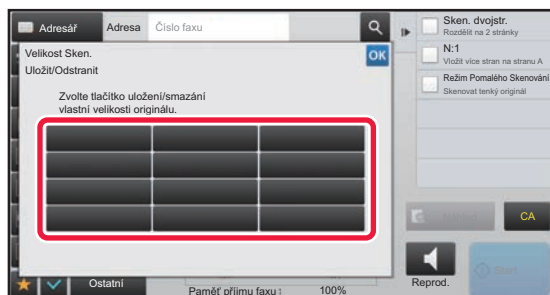 Adresář
Adresa
Číslo faxu
Velikost Sken.
Uložit/Odstranit
OK
Zvolte tlačítko uložení/smazání
vlastní velikosti originálu.
Sken. dvojstr.
Rozdělit na 2 stránky
N:1
Vložit více stran na stranu A
Režim Pomalého Skenování
Skenovat tenký originál
CA
Reprod.
Start
Ostatní
Paměť příjmu faxu: 100%